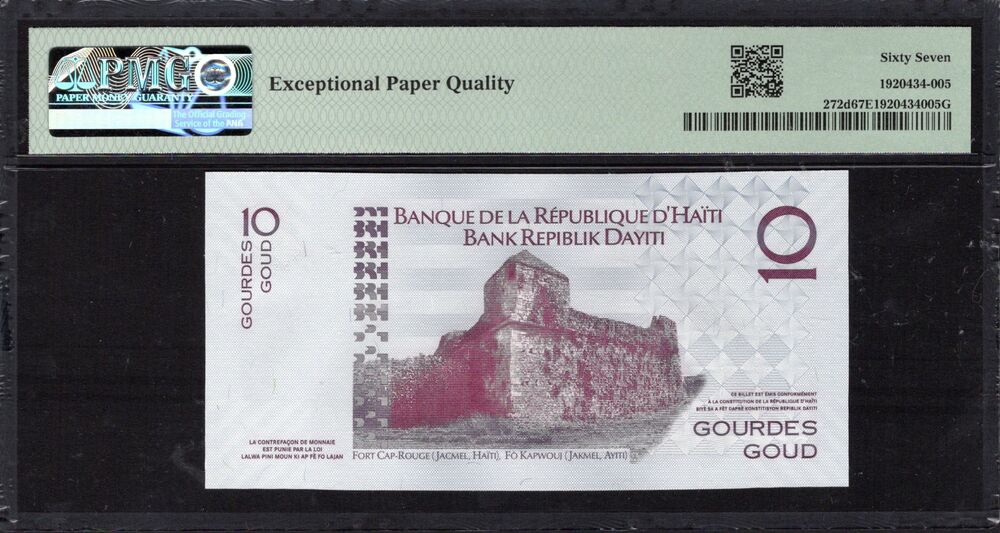 PMG
PAPER MONEY GUARANTY
The Official Grading
Service of the ANA
Exceptional Paper Quality
Sixty Seven
1920434-005
272d67E1920434005G
10
GOURDES
GOUD
BANQUE DE LA RÉPUBLIQUE D'HAÏTI
BANK REPIBLIK DAYITI
10
CE BILLET EST ÉMIS CONFORMÉMENT
À LA CONSTITUTION DE LA RÉPUBLIQUE D'HAÏTI
BIYÈ SA A FÈT DAPRÈ KONSTITISYON REPIBLIK DAYITI
GOURDES
GOUD
LA CONTREFAÇON DE MONNAIE
EST PUNIE PAR LA LOI
LALWA PINI MOUN KI AP FÈ FO LAJAN
FORT CAP-ROUGE (JACMEL, HAÏTI), FÒ KAPWOUJ (JAKMEL, AYITI)